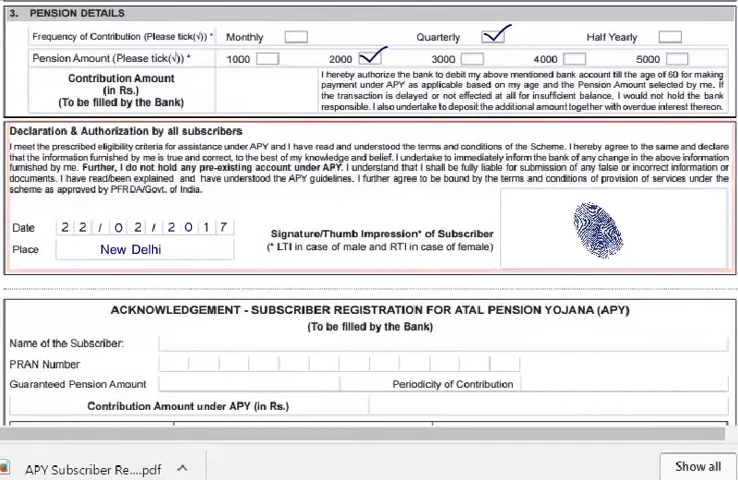 3. PENSION DETAILS
Frequency of Contribution (Please tick(√)) * Monthly Quarterly Half Yearly
Pension Amount (Please tick(√)) * 1000 2000 3000 4000 5000
Contribution Amount
(in Rs.)
(To be filled by the Bank)
I hereby authorize the bank to debit my above mentioned bank account till the age of 60 for making
payment under APY as applicable based on my age and the Pension Amount selected by me. If
the transaction is delayed or not effected at all for insufficient balance, I would not hold the bank
responsible. I also undertake to deposit the additional amount together with overdue interest thereon.
Declaration & Authorization by all subscribers
I meet the prescribed eligibility criteria for assistance under APY and I have read and understood the terms and conditions of the Scheme. I hereby agree to the same and declare
that the information furnished by me is true and correct, to the best of my knowledge and belief. I undertake to immediately inform the bank of any change in the above information
furnished by me. Further, I do not hold any pre-existing account under APY. I understand that I shall be fully liable for submission of any false or incorrect information or
documents. I have read/been explained and have understood the APY guidelines. I further agree to be bound by the terms and conditions of provision of services under the
scheme as approved by PFRDA/Govt. of India.
Date 22/02/2017
Place New Delhi
Signature/Thumb Impression* of Subscriber
(* LTI in case of male and RTI in case of female)
ACKNOWLEDGEMENT - SUBSCRIBER REGISTRATION FOR ATAL PENSION YOJANA (APY)
(To be filled by the Bank)
Name of the Subscriber:
PRAN Number
Guaranteed Pension Amount Periodicity of Contribution
Contribution Amount under APY (in Rs.)
APY Subscriber Re....pdf Show all